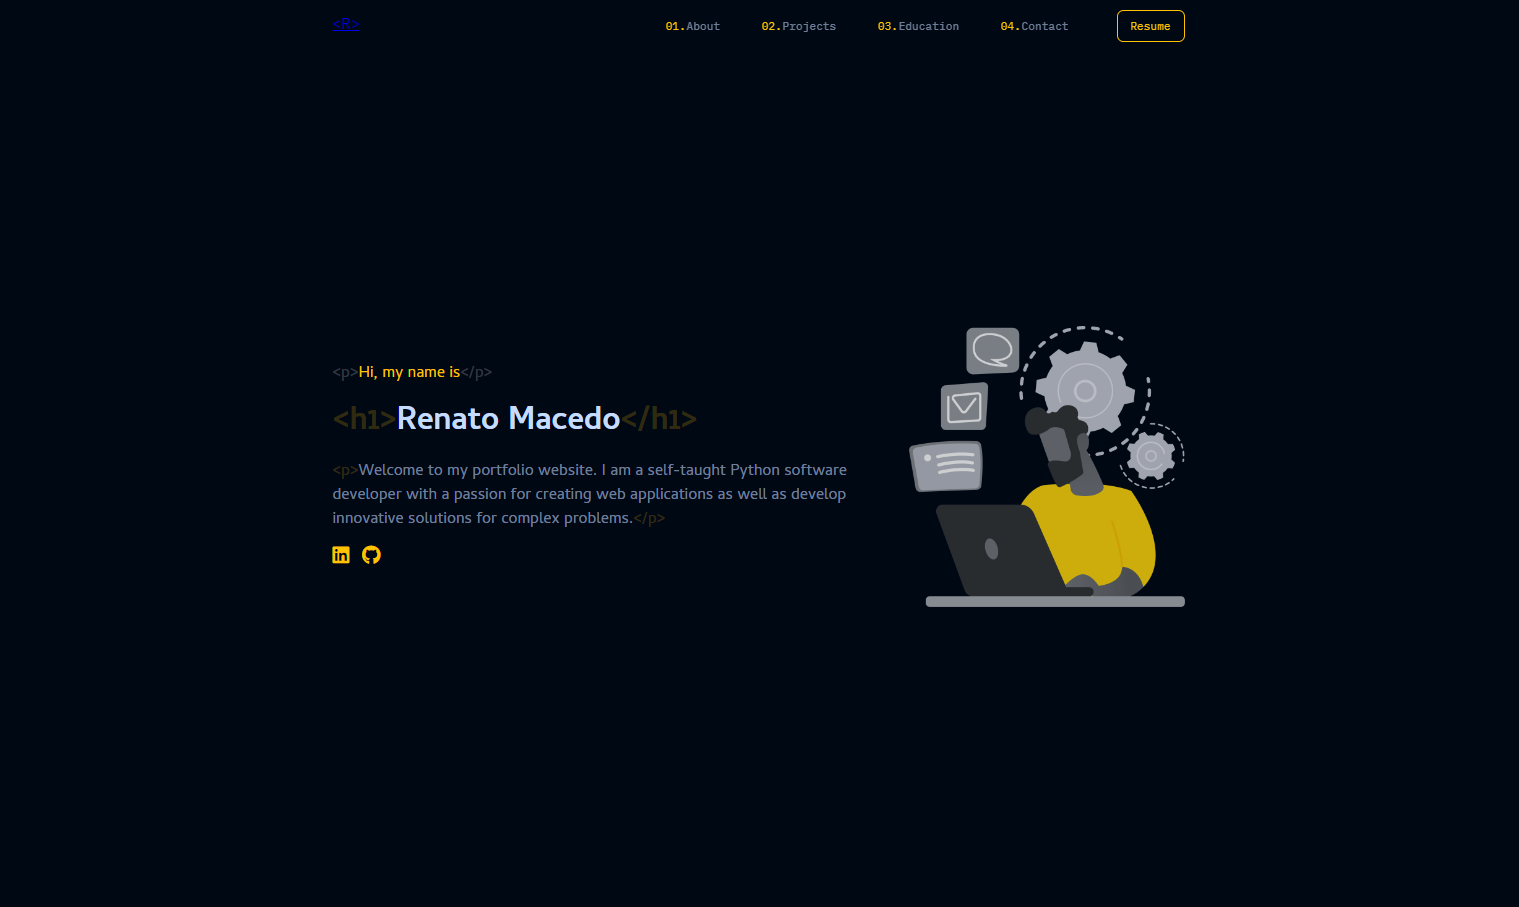 <R>
01.About 02.Projects 03.Education 04.Contact Resume
<p>Hi, my name is</p>
<h1>Renato Macedo</h1>
<p>Welcome to my portfolio website. I am a self-taught Python software
developer with a passion for creating web applications as well as develop
innovative solutions for complex problems.</p>
in